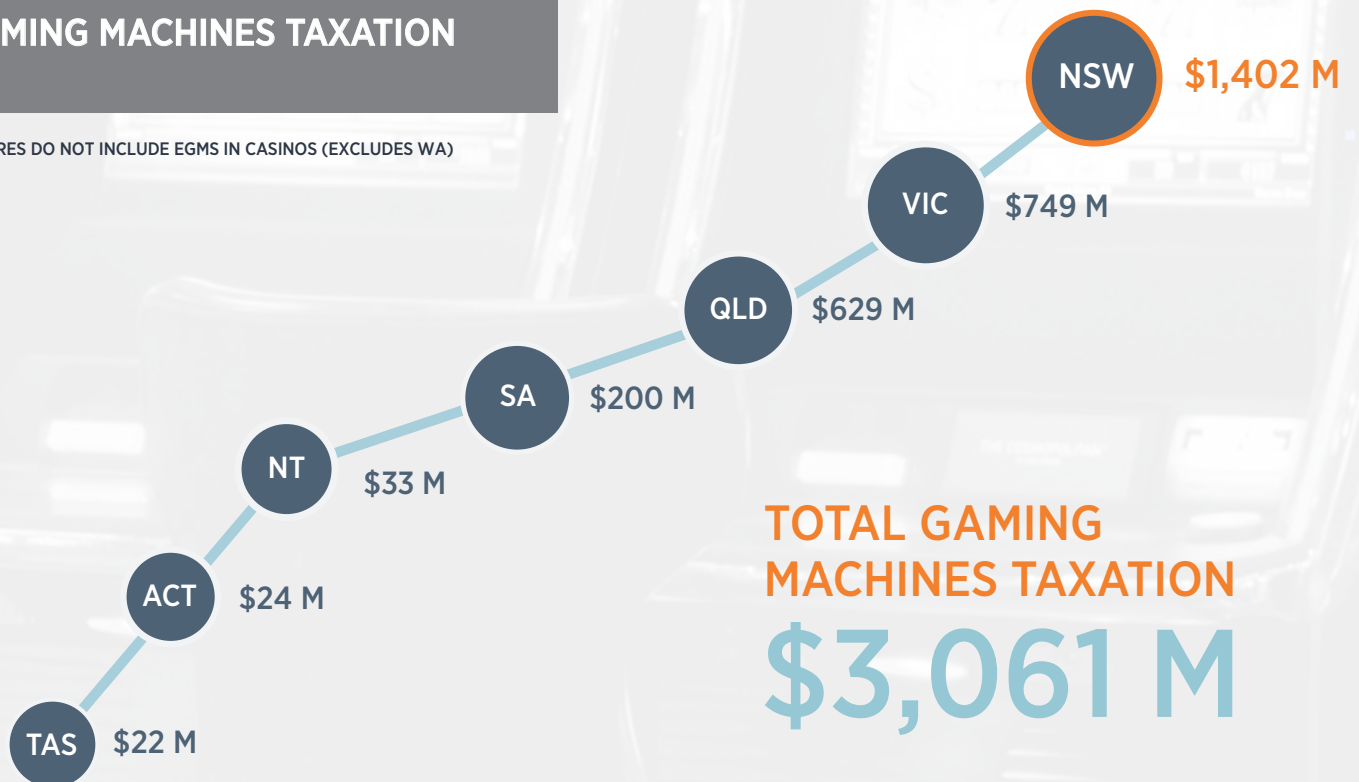 MING MACHINES TAXATION
RES DO NOT INCLUDE EGMS IN CASINOS (EXCLUDES WA)
NSW $1,402 M
VIC $749 M
QLD $629 M
SA $200 M
NT $33 M
ACT $24 M
TAS $22 M
TOTAL GAMING
MACHINES TAXATION
$3,061 M